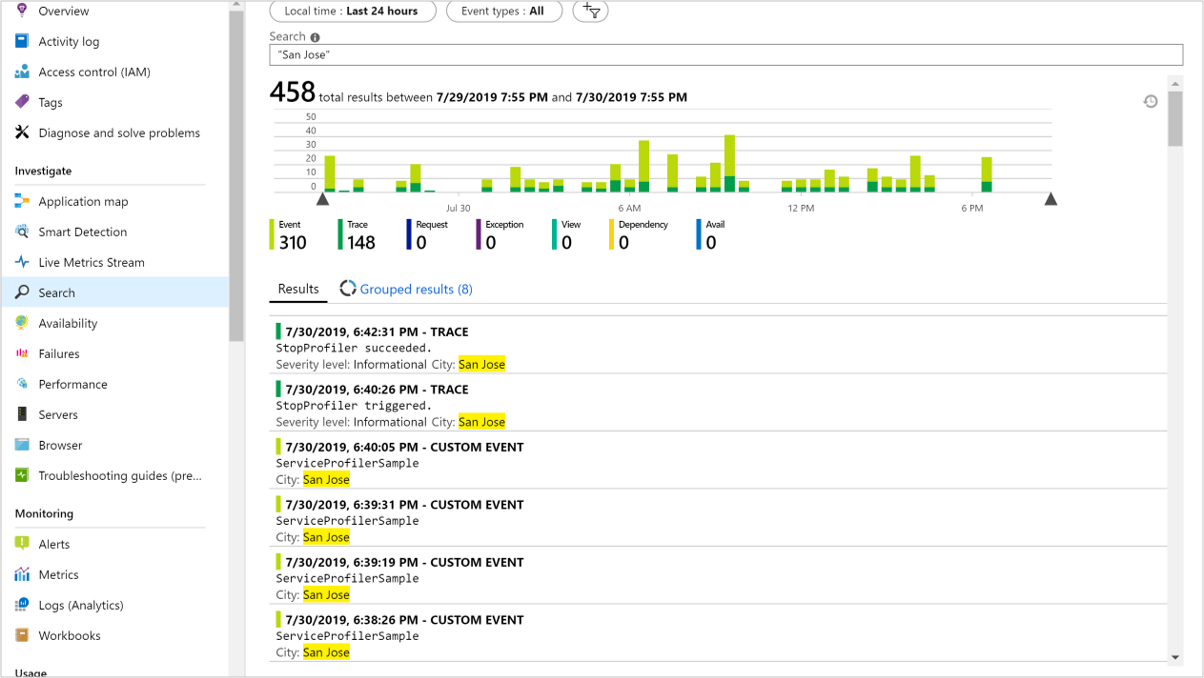 Overview
Activity log
Access control (IAM)
Tags
Diagnose and solve problems
Investigate
Application map
Smart Detection
Live Metrics Stream
Search
Availability
Failures
Performance
Servers
Browser
Troubleshooting guides (pre...
Monitoring
Alerts
Metrics
Logs (Analytics)
Workbooks
Usage
Local time : Last 24 hours Event types : All
Search
"San Jose"
458 total results between 7/29/2019 7:55 PM and 7/30/2019 7:55 PM
50
40
30
20
10
0
Jul 30 6 AM 12 PM 6 PM
Event Trace Request Exception View Dependency Avail
310 148 0 0 0 0 0
Results Grouped results (8)
7/30/2019, 6:42:31 PM - TRACE
StopProfiler succeeded.
Severity level: Informational City: San Jose
7/30/2019, 6:40:26 PM - TRACE
StopProfiler triggered.
Severity level: Informational City: San Jose
7/30/2019, 6:40:05 PM - CUSTOM EVENT
ServiceProfilerSample
City: San Jose
7/30/2019, 6:39:31 PM - CUSTOM EVENT
ServiceProfilerSample
City: San Jose
7/30/2019, 6:39:19 PM - CUSTOM EVENT
ServiceProfilerSample
City: San Jose
7/30/2019, 6:38:26 PM - CUSTOM EVENT
ServiceProfilerSample
City: San Jose